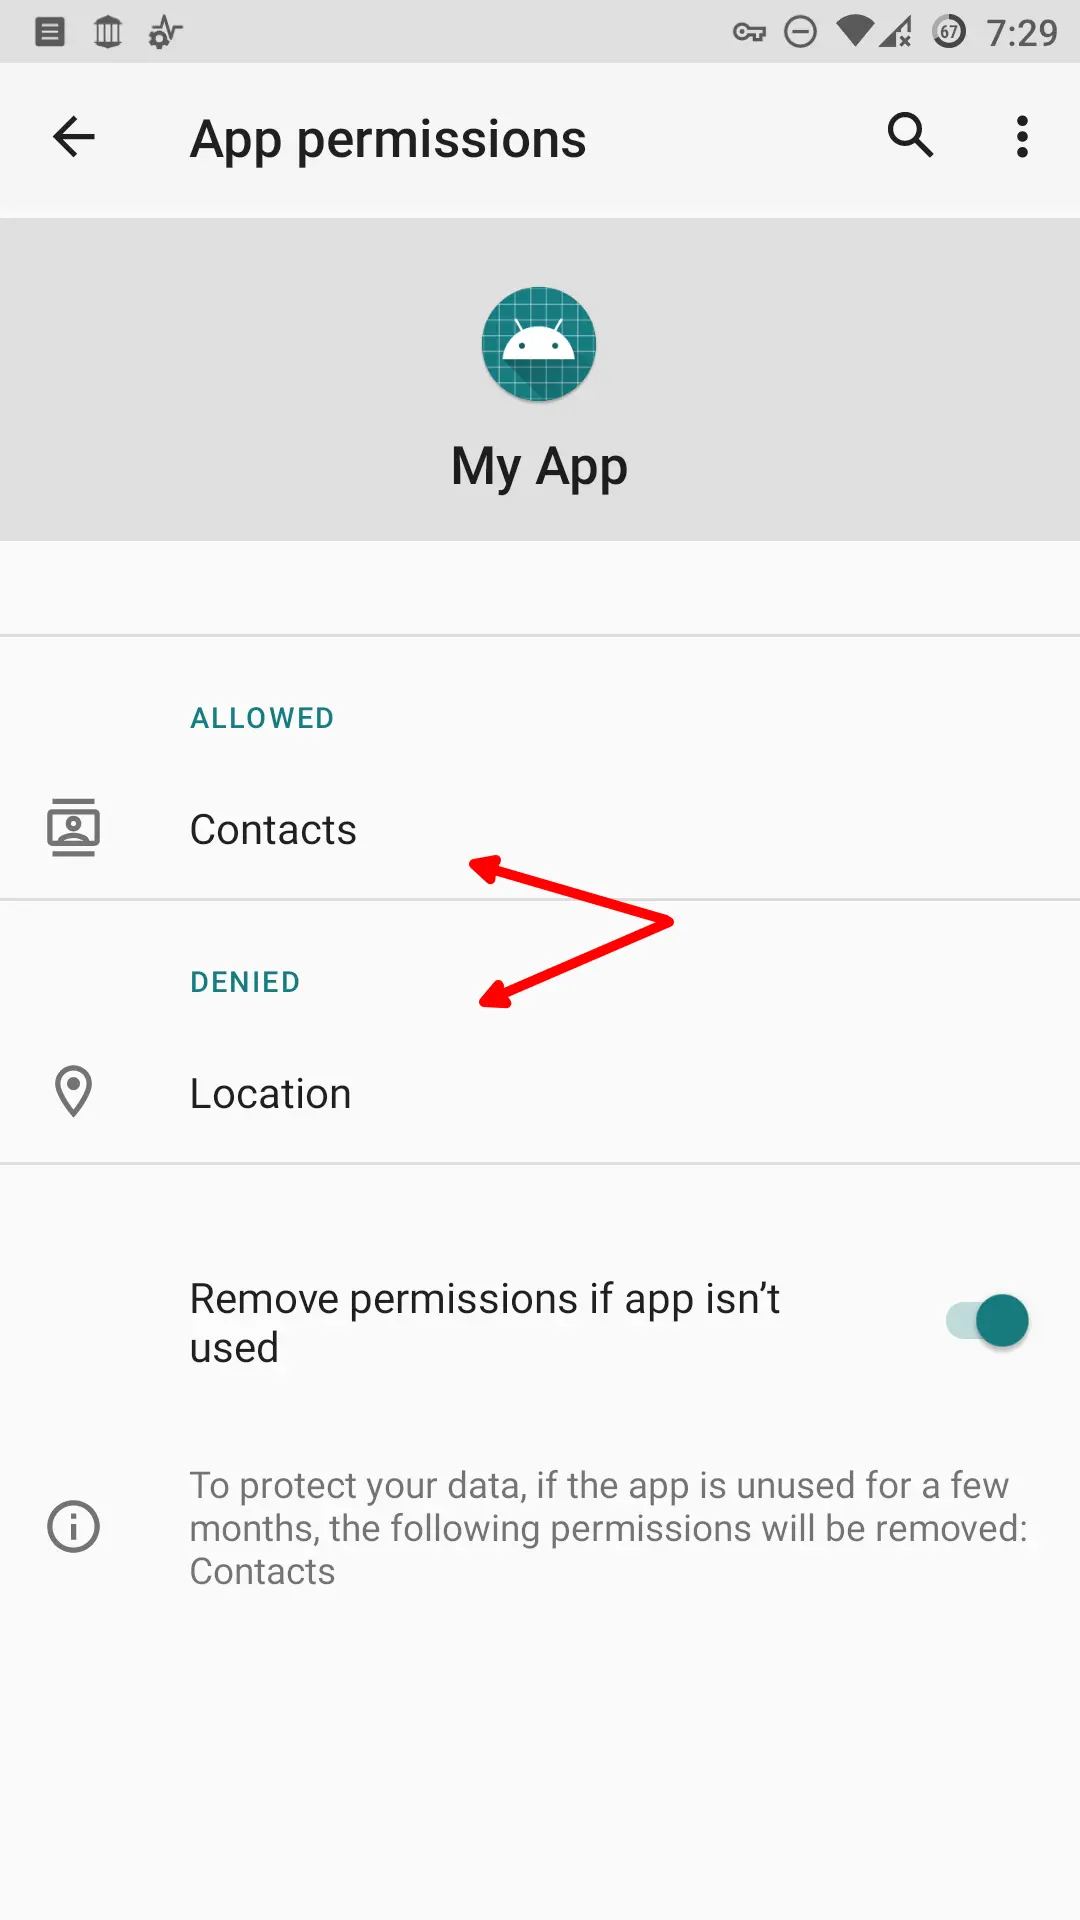 67 7:29
App permissions
My App
ALLOWED
Contacts
DENIED
Location
Remove permissions if app isn’t
used
To protect your data, if the app is unused for a few
months, the following permissions will be removed:
Contacts